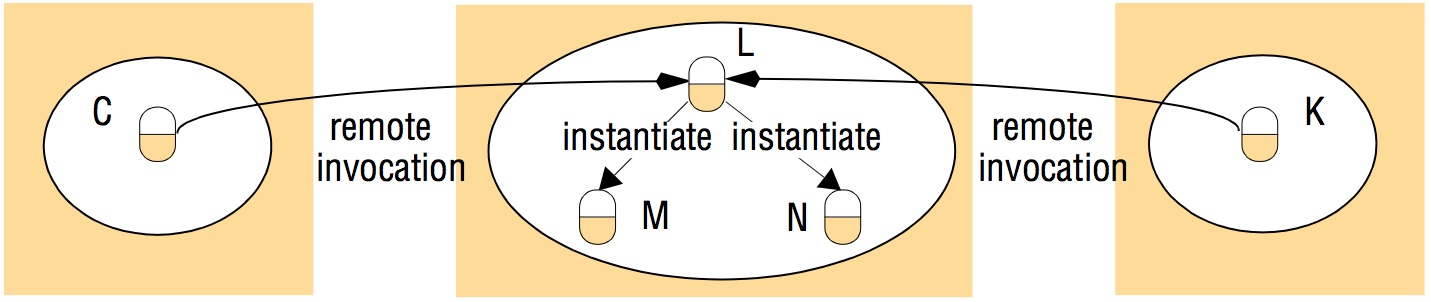 L
C
K
remote
invocation
instantiate instantiate
remote
invocation
M
N